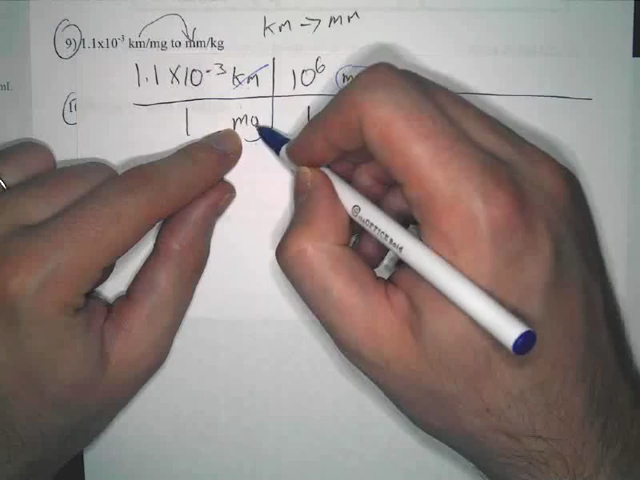 km → mm
9) 1.1x10⁻³ km/mg to mm/kg
1.1 x 10⁻³ km 10⁶
1 mg 1
mL
@INOFFICEBRND